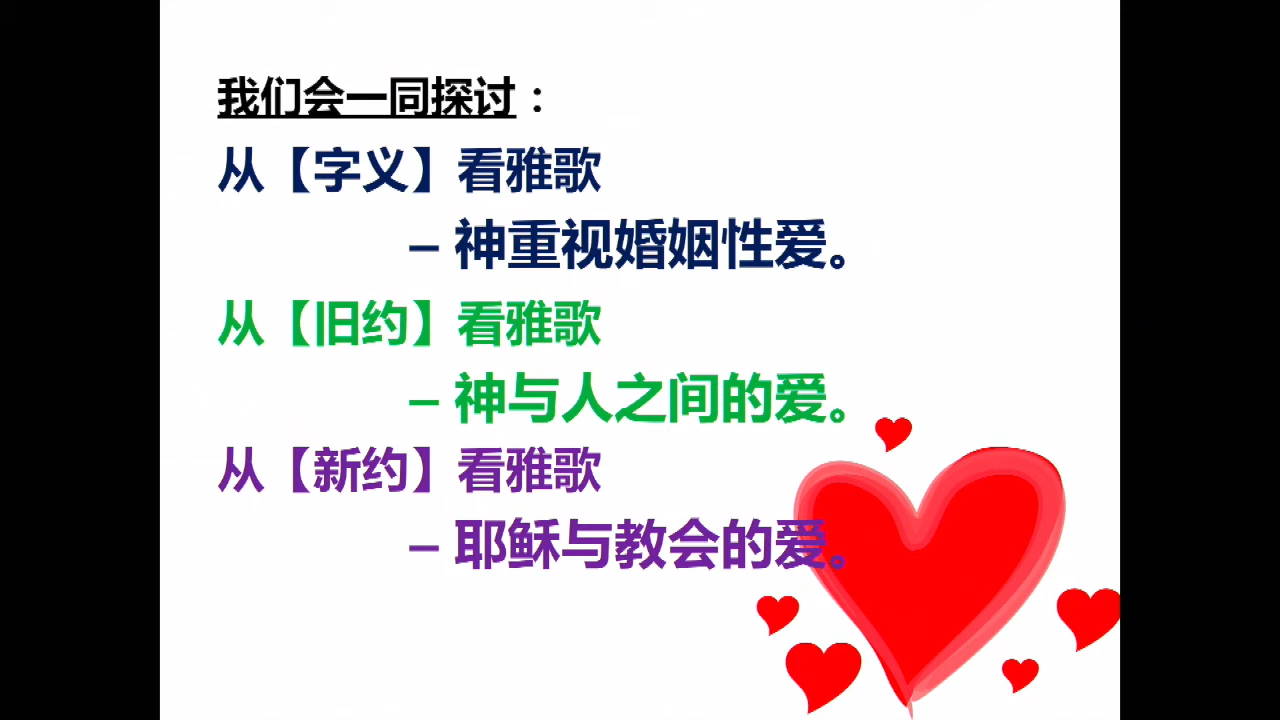 我们会一同探讨：
从【字义】看雅歌
– 神重视婚姻性爱。
从【旧约】看雅歌
– 神与人之间的爱。
从【新约】看雅歌
– 耶稣与教会的爱。